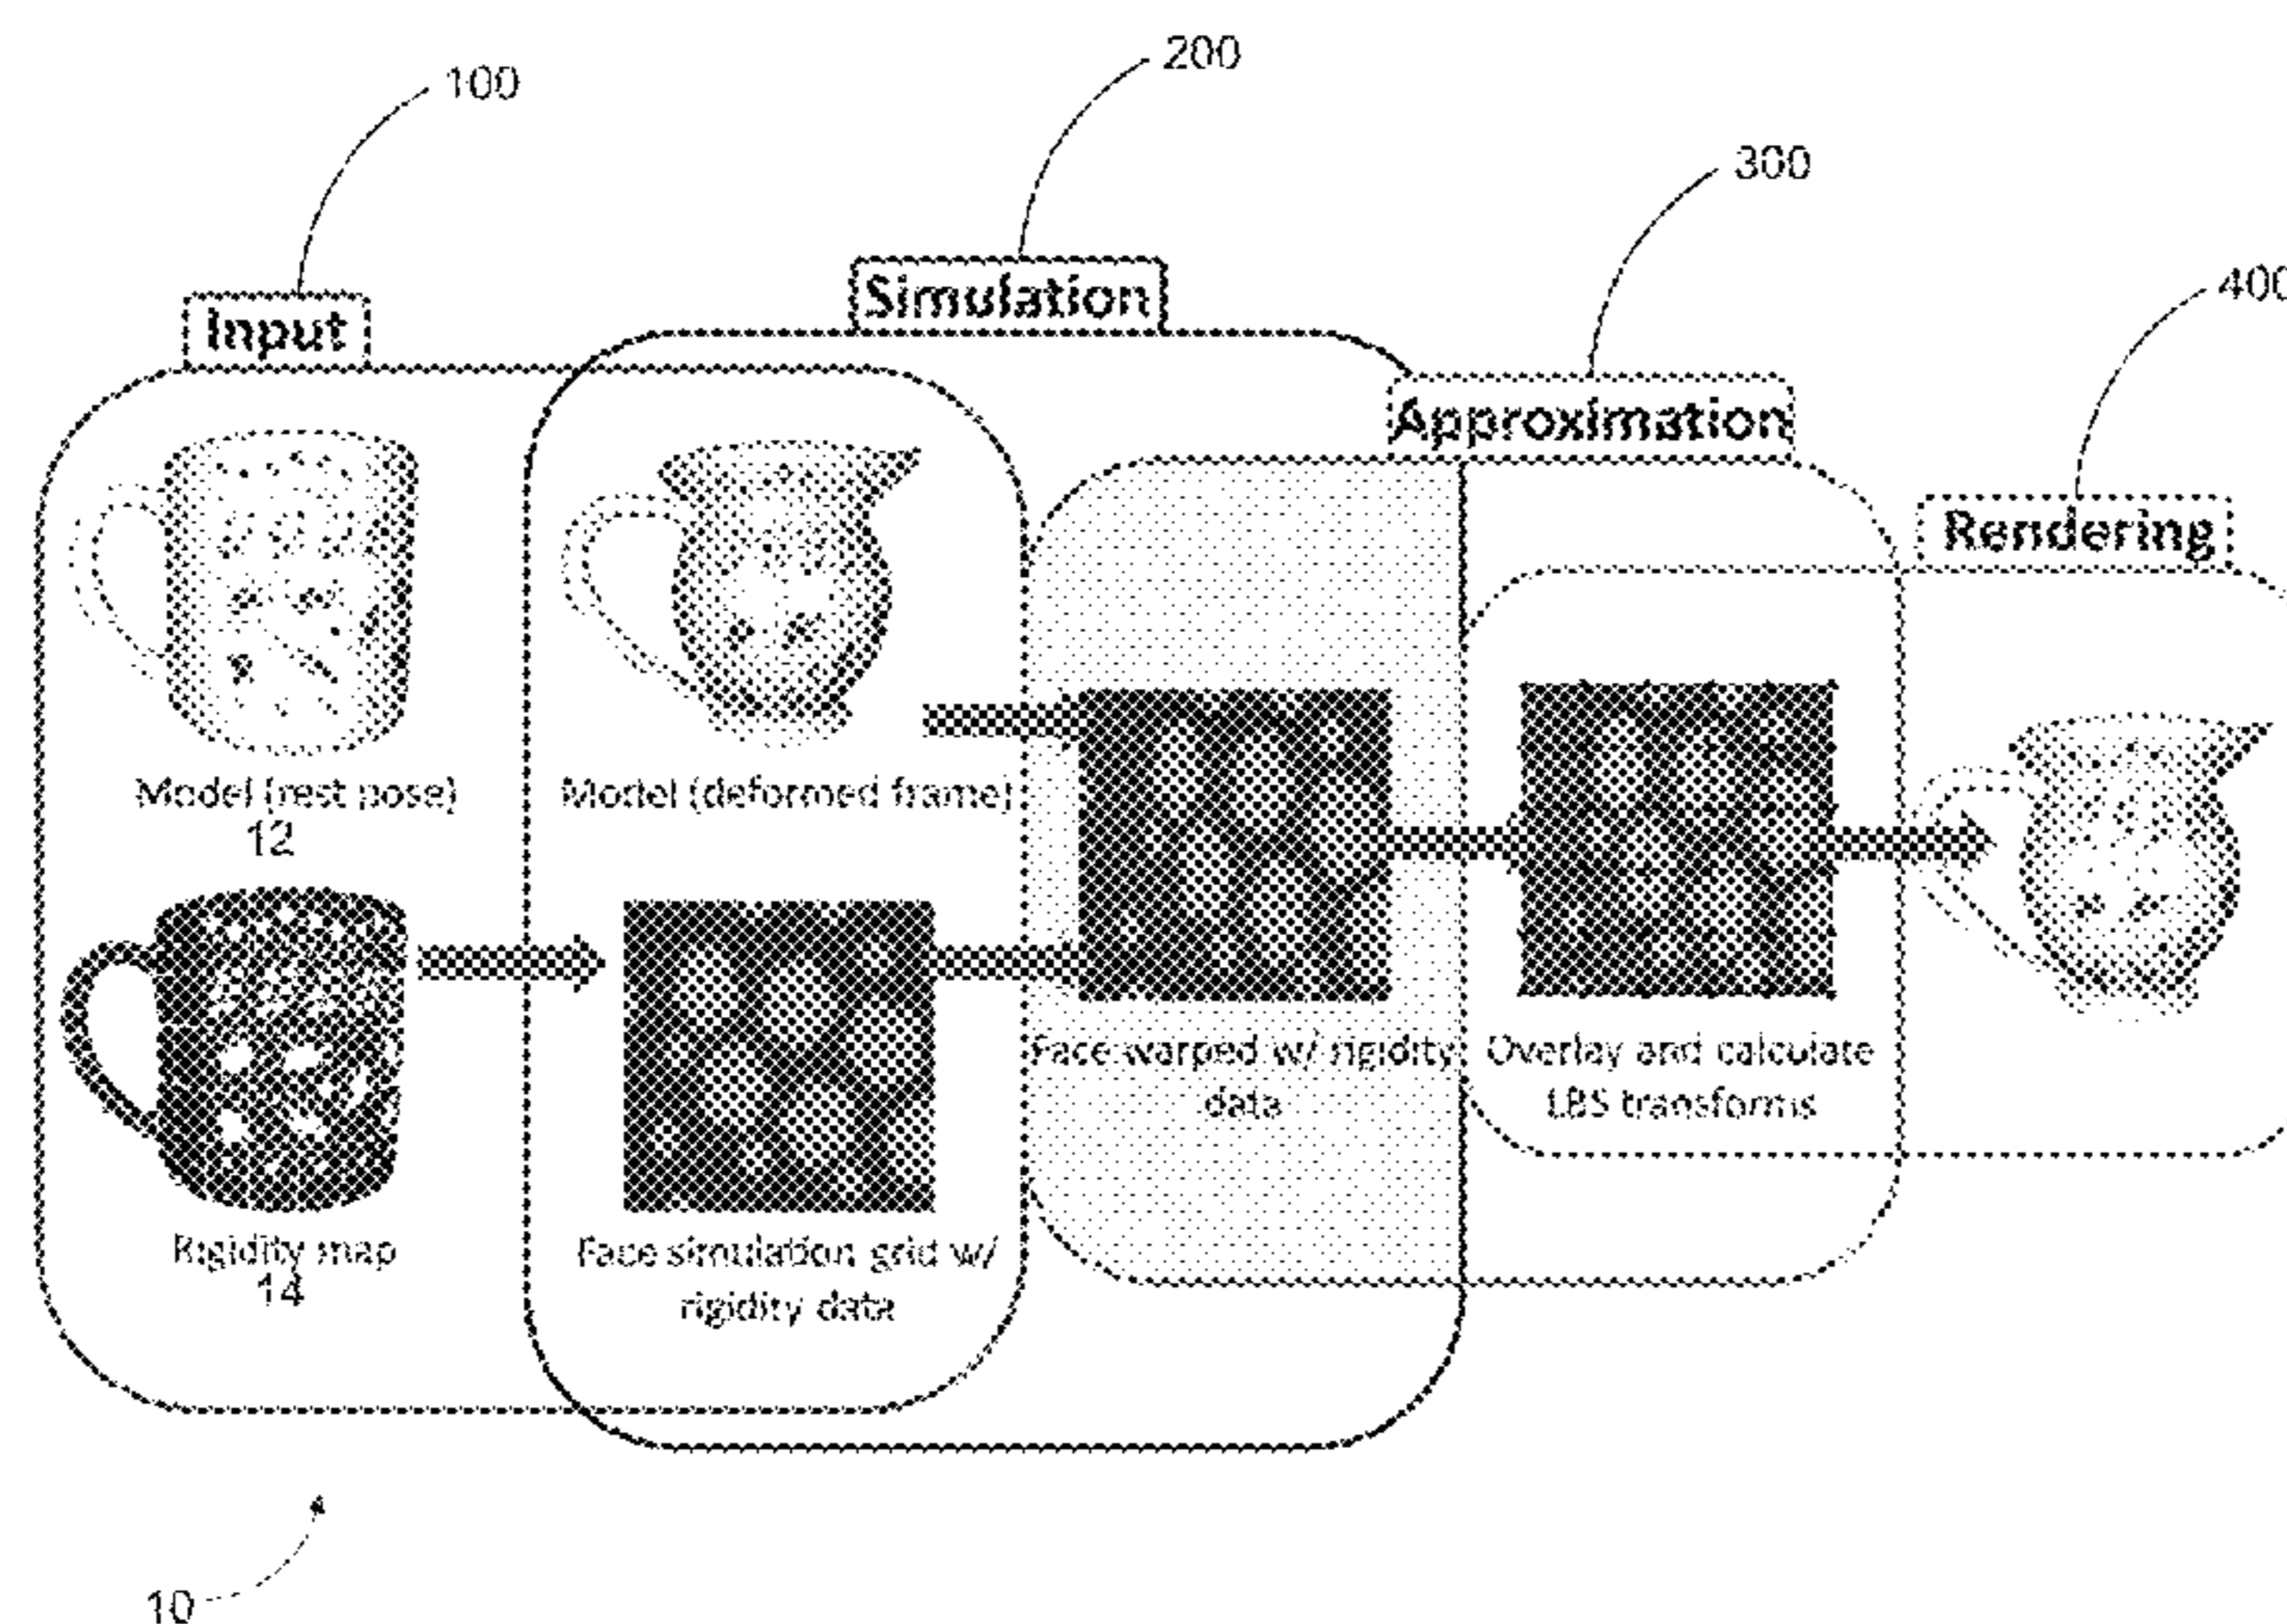 100
200
300
400
Input
Simulation
Approximation
Rendering
Model (rest pose)
12
Model (deformed frame)
Rigidity map
14
Face simulation grid w/
rigidity data
Face warped w/ rigidity
data
Overlay and calculate
LBS transforms
10